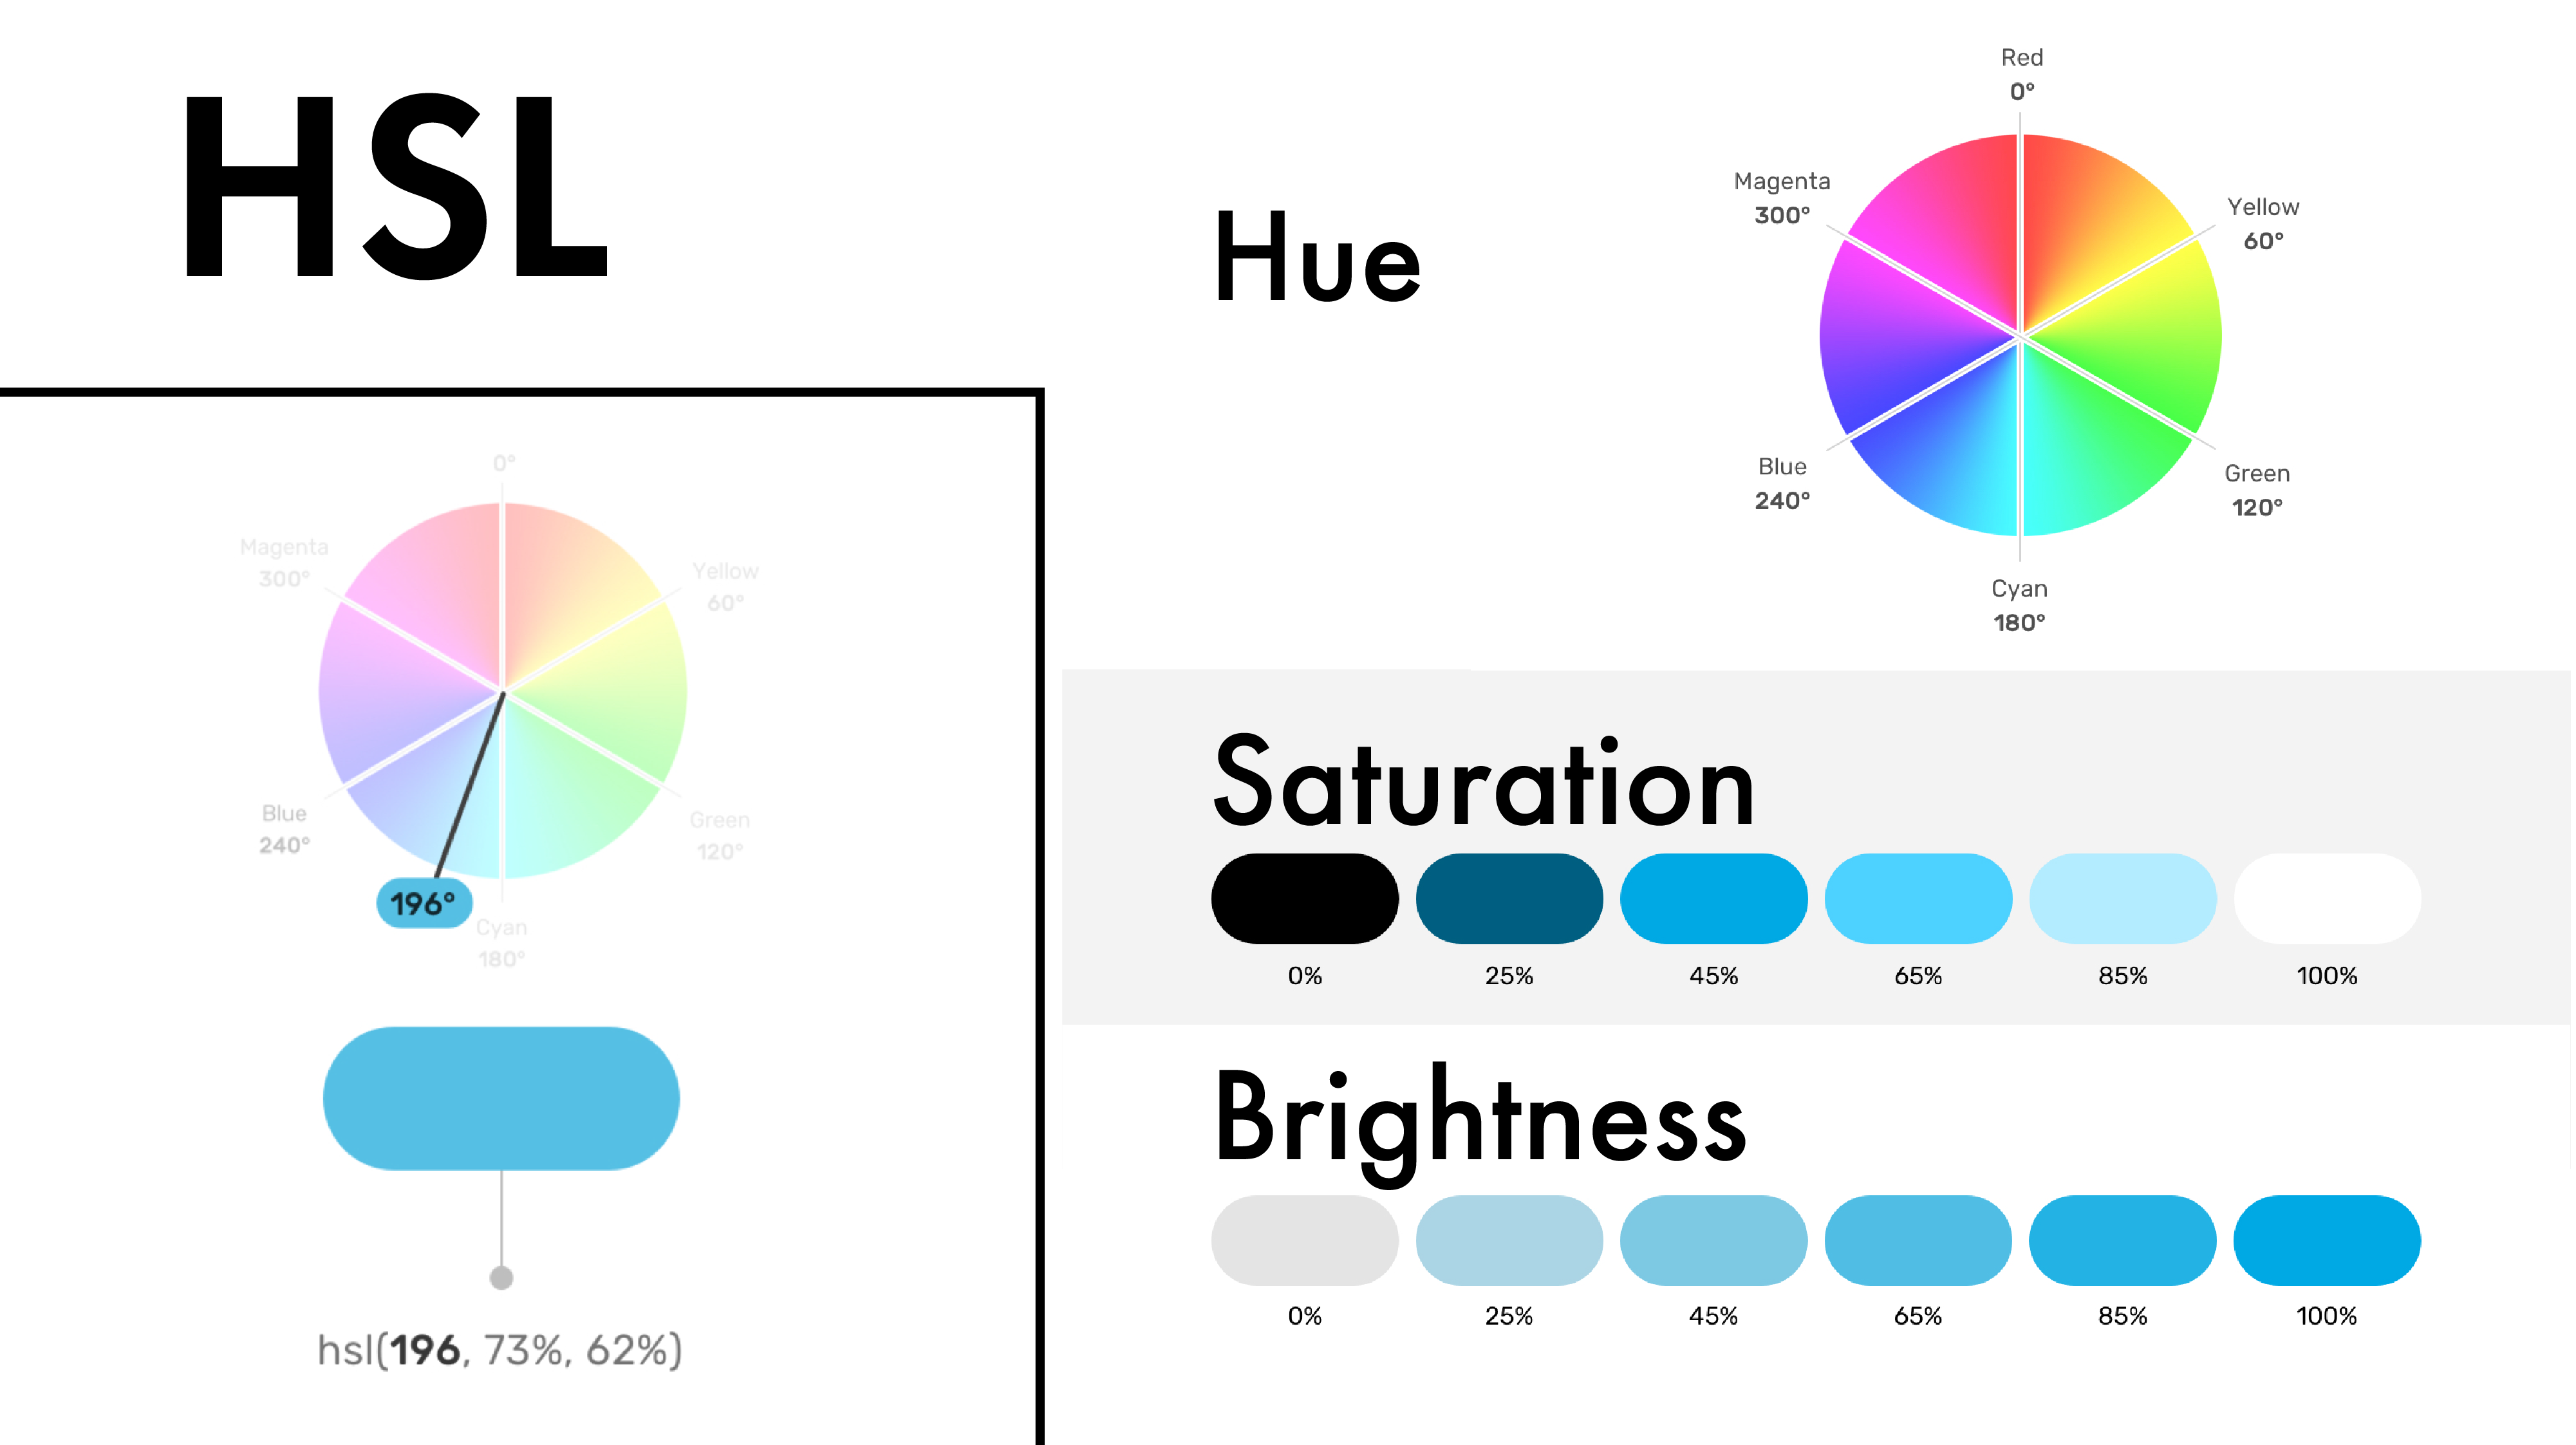 HSL
0°
Magenta
300°
Yellow
60°
Blue
240°
Green
120°
196°
Cyan
180°
hsl(196, 73%, 62%)
Hue
Red
0°
Magenta
300°
Yellow
60°
Blue
240°
Green
120°
Cyan
180°
Saturation
0% 25% 45% 65% 85% 100%
Brightness
0% 25% 45% 65% 85% 100%